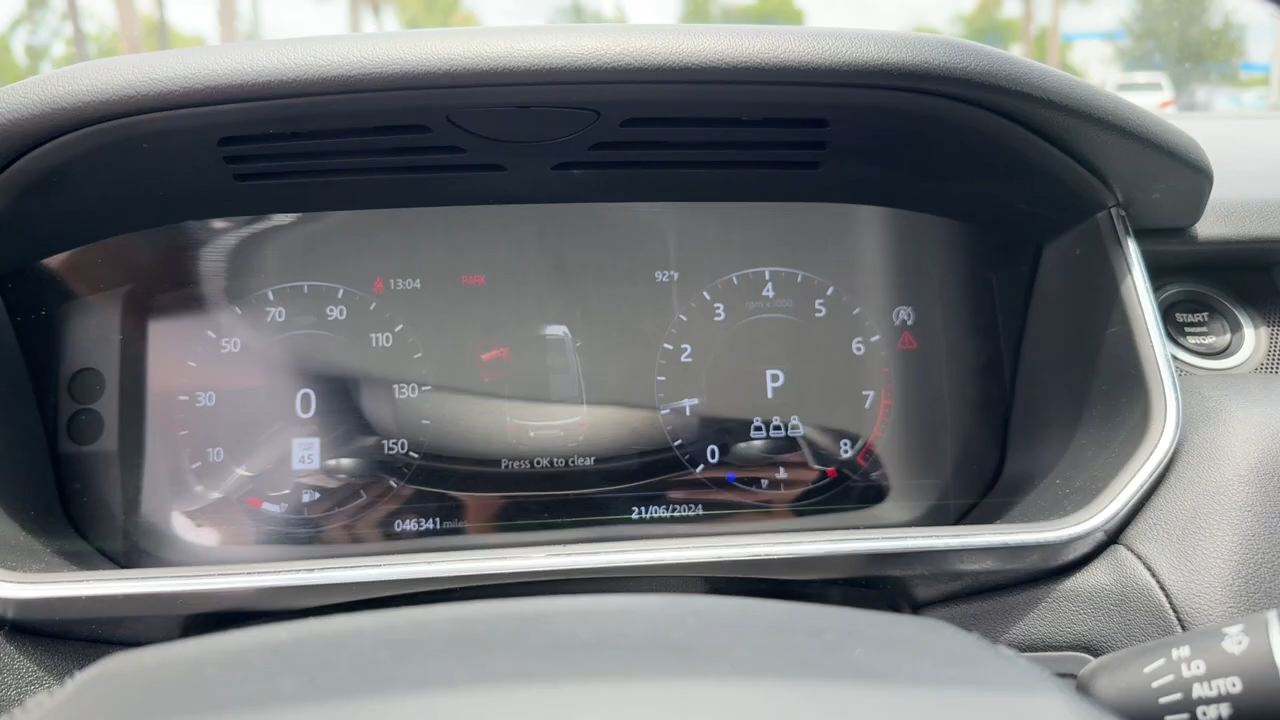 13:04 PARK 92°F
70 90
50 110
30 130
10 150
0
45
4
rpm x 1000
3 5
2 6
1 7
0 8
P
Press OK to clear
046341 miles
21/06/2024
START
ENGINE
STOP
HI
LO
AUTO
OFF